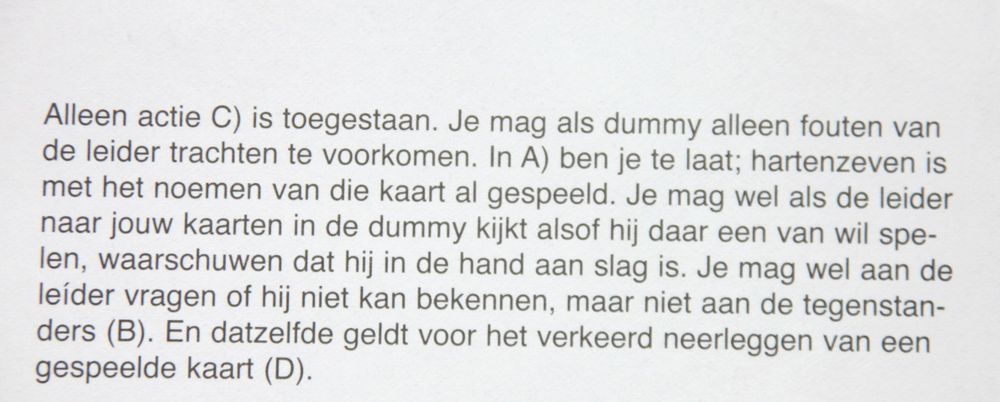 Alleen actie C) is toegestaan. Je mag als dummy alleen fouten van
de leider trachten te voorkomen. In A) ben je te laat; hartenzeven is
met het noemen van die kaart al gespeeld. Je mag wel als de leider
naar jouw kaarten in de dummy kijkt alsof hij daar een van wil spe-
len, waarschuwen dat hij in de hand aan slag is. Je mag wel aan de
leíder vragen of hij niet kan bekennen, maar niet aan de tegenstan-
ders (B). En datzelfde geldt voor het verkeerd neerleggen van een
gespeelde kaart (D).